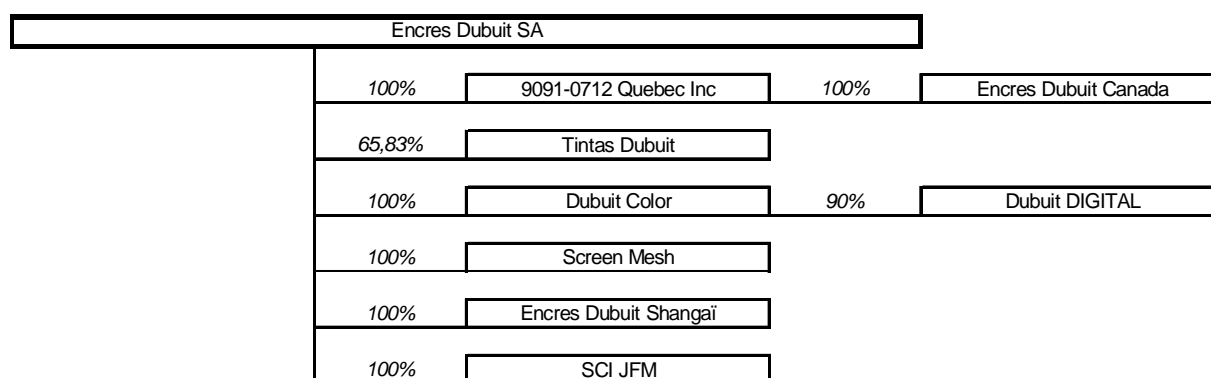 Encres Dubuit SA
100% 9091-0712 Quebec Inc 100% Encres Dubuit Canada
65,83% Tintas Dubuit
100% Dubuit Color 90% Dubuit DIGITAL
100% Screen Mesh
100% Encres Dubuit Shangaï
100% SCI JFM